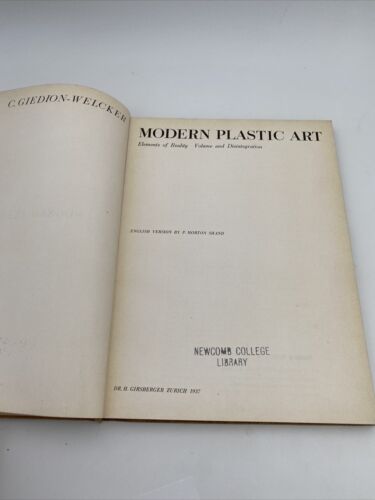 C. GIEDION-WELCKER
MODERN PLASTIC ART
Elements of Reality Volume and Disintegration
ENGLISH VERSION BY P. MORTON SHAND
NEWCOMB COLLEGE
LIBRARY
DR. H. GIRSBERGER ZURICH 1937